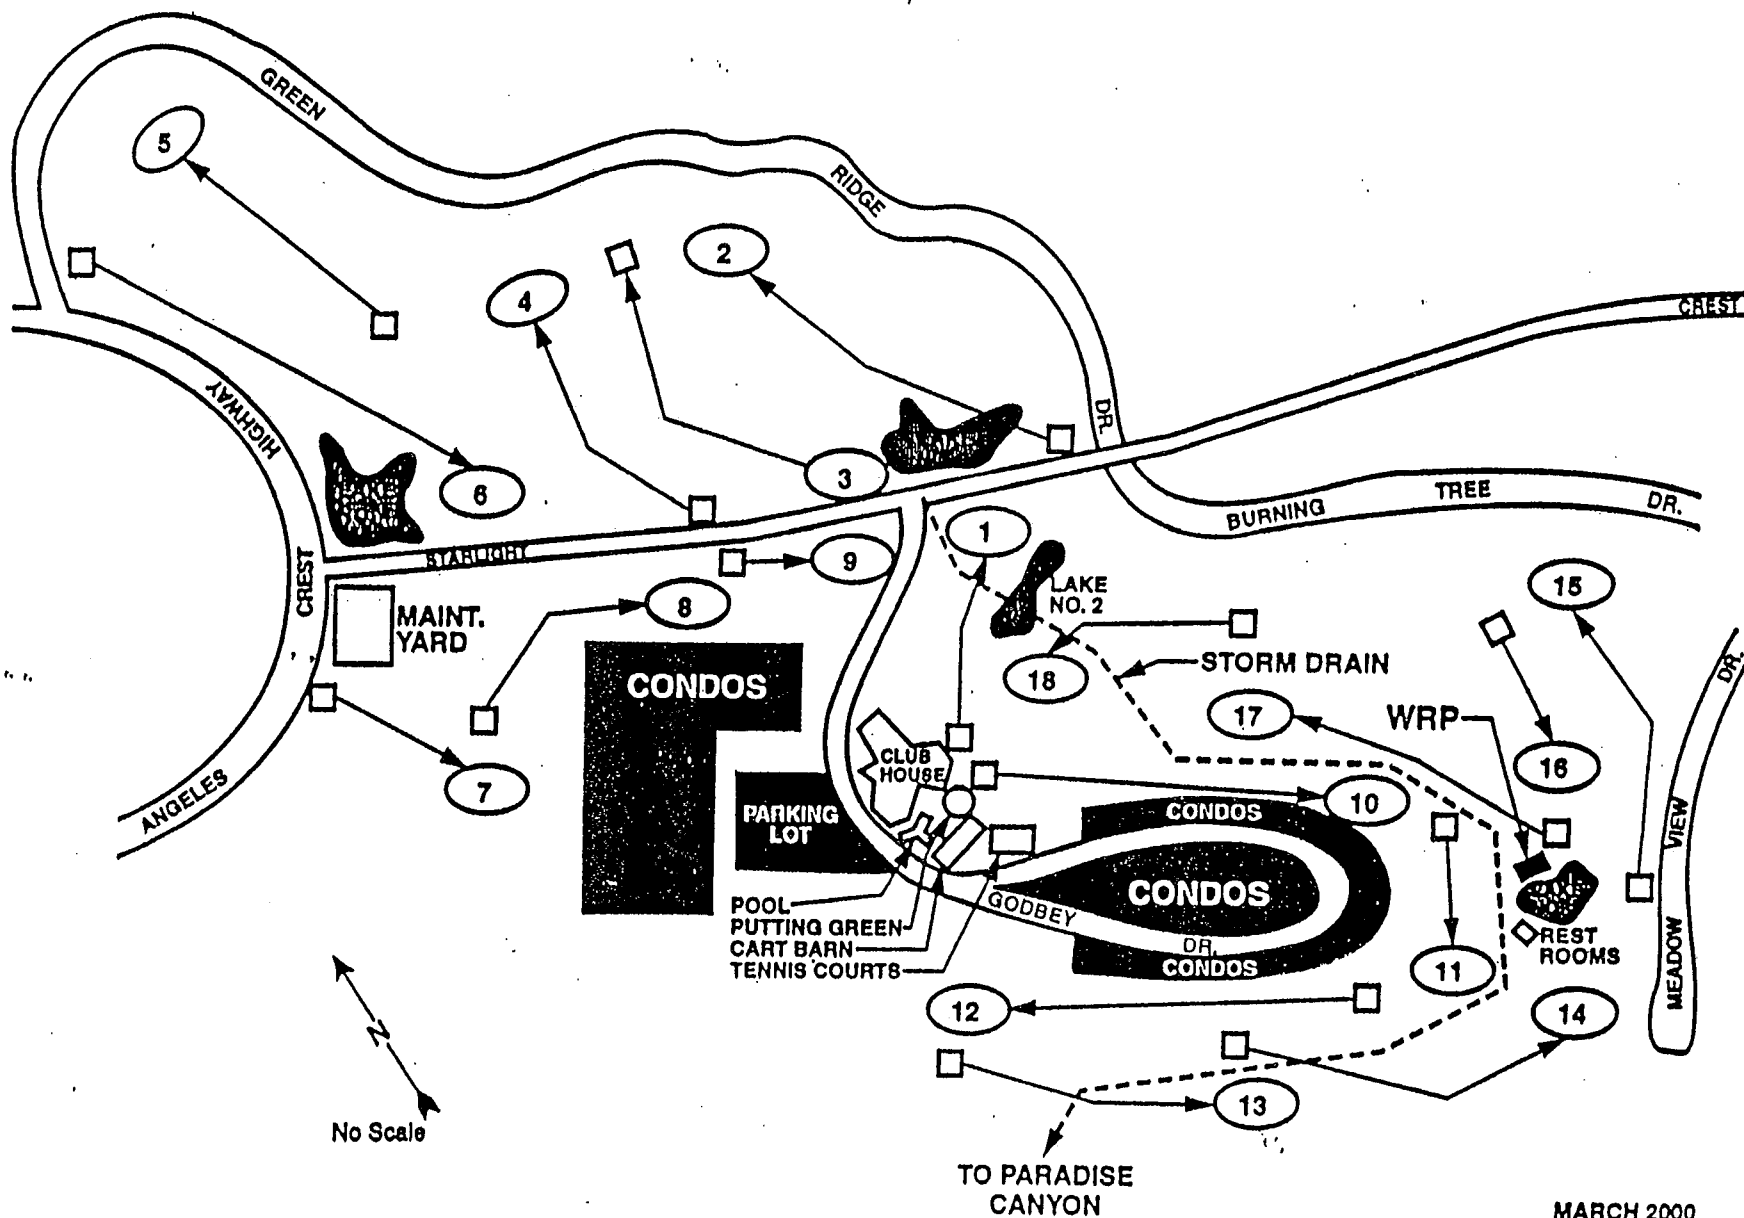 GREEN
RIDGE
DR.
5
2
4
CREST
HIGHWAY
3
6
1
BURNING
TREE
DR.
STARLIGHT
9
CREST
LAKE
NO. 2
15
8
MAINT.
YARD
STORM DRAIN
18
DR.
CONDOS
17
WRP
16
CLUB
HOUSE
7
10
ANGELES
PARKING
LOT
CONDOS
VIEW
CONDOS
POOL
GODBEY
PUTTING GREEN
CART BARN
DR.
REST
ROOMS
TENNIS COURTS
CONDOS
11
MEADOW
12
14
N
13
No Scale
TO PARADISE
CANYON
MARCH 2000